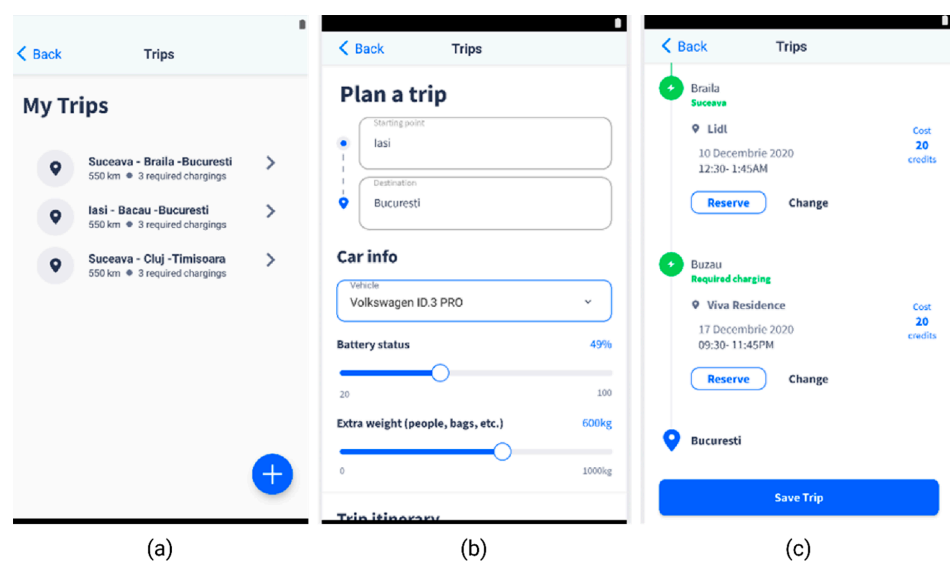 Back
Trips
My Trips
Suceava - Braila -Bucuresti
550 km ● 3 required chargings
Iasi - Bacau -Bucuresti
550 km ● 3 required chargings
Suceava - Cluj -Timisoara
550 km ● 3 required chargings
(a)
Back
Trips
Plan a trip
Starting point
Iasi
Destination
Bucuresti
Car info
Vehicle
Volkswagen ID.3 PRO
Battery status
49%
20
100
Extra weight (people, bags, etc.)
600kg
0
1000kg
Trip itinerary
(b)
Back
Trips
Braila
Suceava
Lidl
Cost
20
credits
10 Decembrie 2020
12:30- 1:45AM
Reserve
Change
Buzau
Required charging
Viva Residence
Cost
20
credits
17 Decembrie 2020
09:30- 11:45PM
Reserve
Change
Bucuresti
Save Trip
(c)